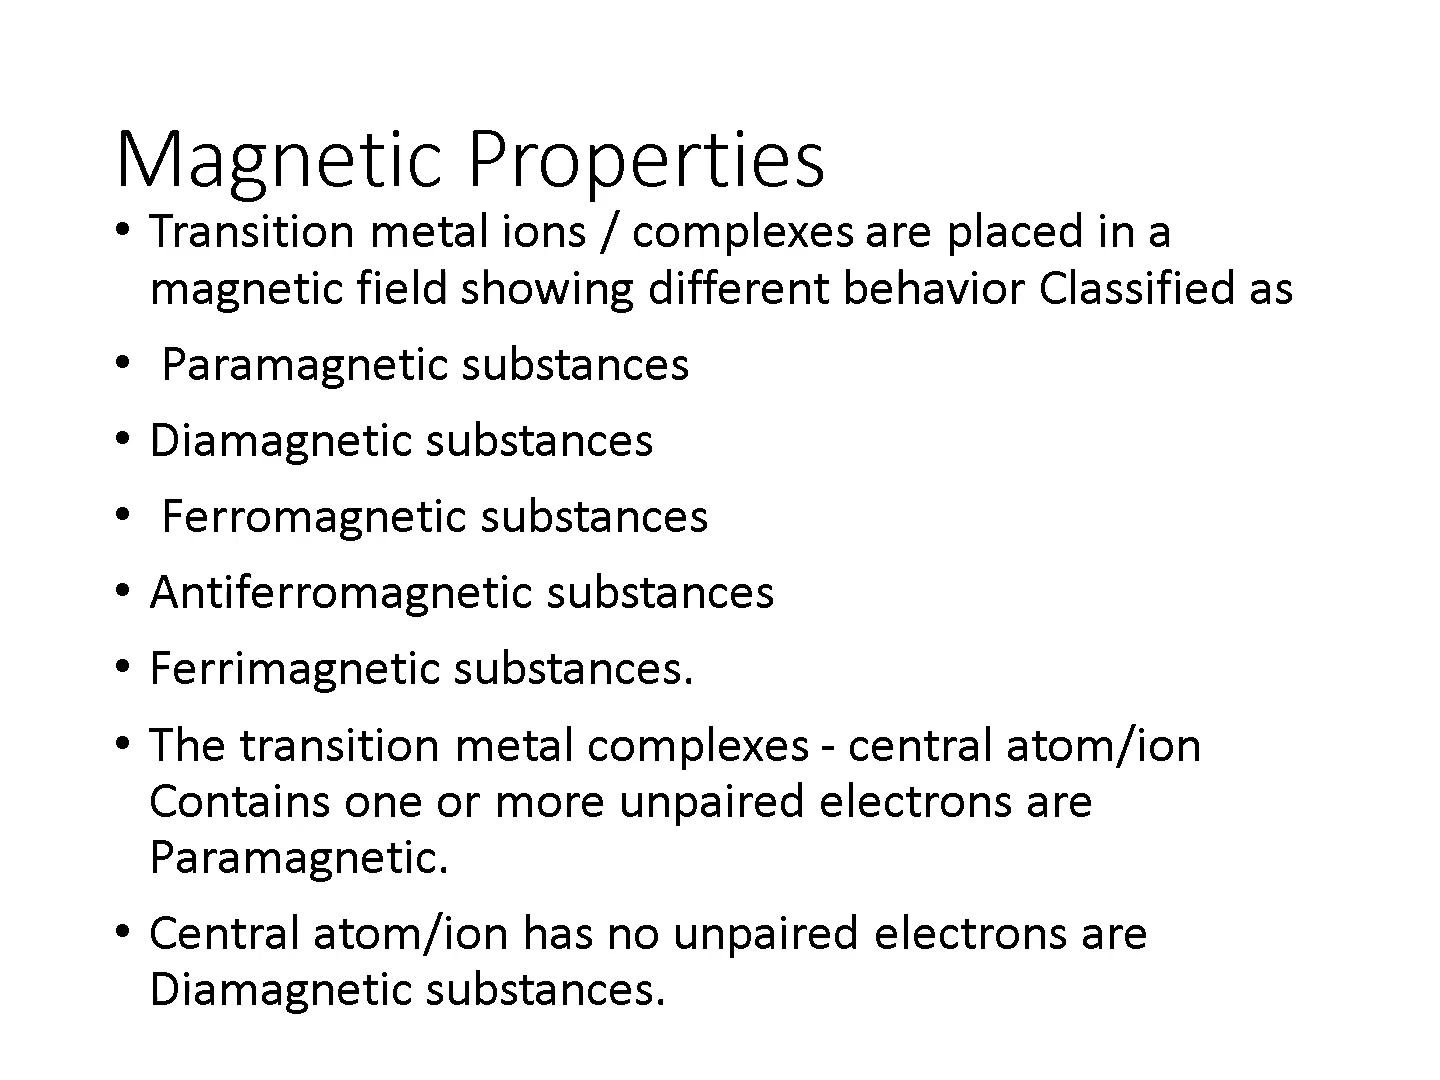 Magnetic Properties
• Transition metal ions / complexes are placed in a
magnetic field showing different behavior Classified as
• Paramagnetic substances
• Diamagnetic substances
• Ferromagnetic substances
• Antiferromagnetic substances
• Ferrimagnetic substances.
• The transition metal complexes - central atom/ion
Contains one or more unpaired electrons are
Paramagnetic.
• Central atom/ion has no unpaired electrons are
Diamagnetic substances.